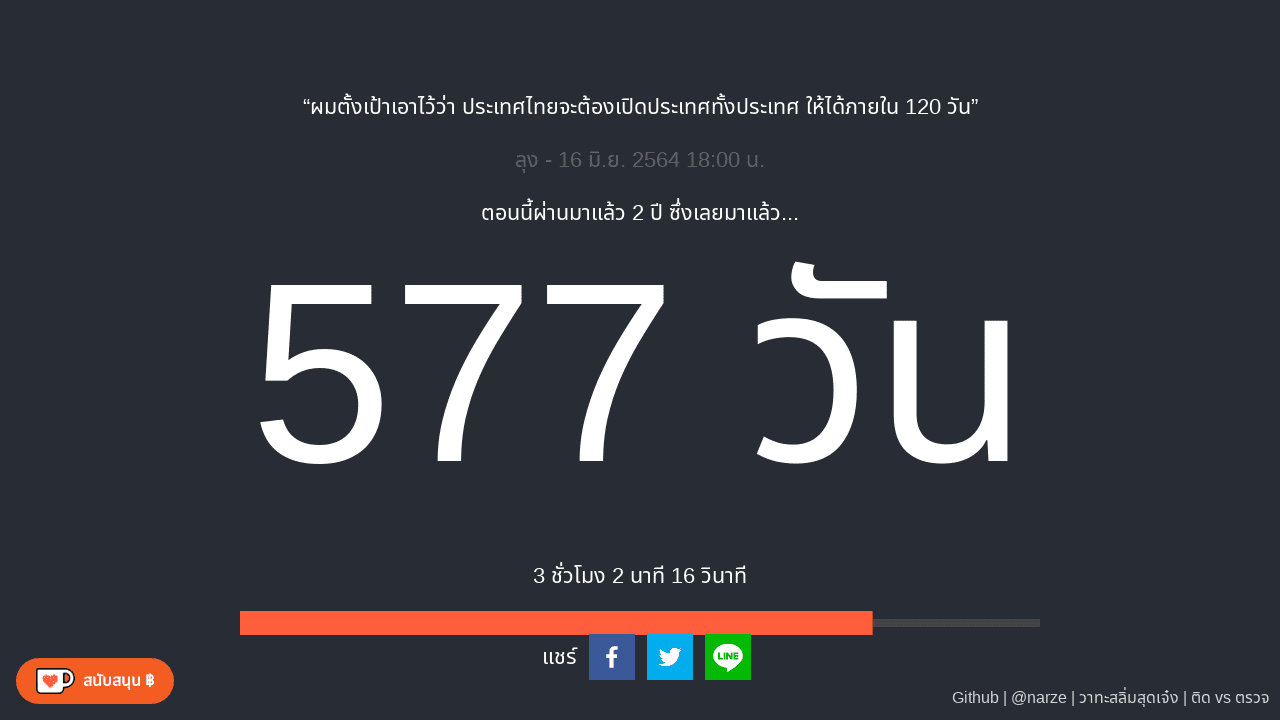 “ผมตั้งเป้าเอาไว้ว่า ประเทศไทยจะต้องเปิดประเทศทั้งประเทศ ให้ได้ภายใน 120 วัน”
ลุง - 16 มิ.ย. 2564 18:00 น.
ตอนนี้ผ่านมาแล้ว 2 ปี ซึ่งเลยมาแล้ว...
577 วัน
3 ชั่วโมง 2 นาที 16 วินาที
แชร์
LINE
สนับสนุน ฿
Github | @narze | วาทะสลิ่มสุดเจ๋ง | ติด vs ตรวจ